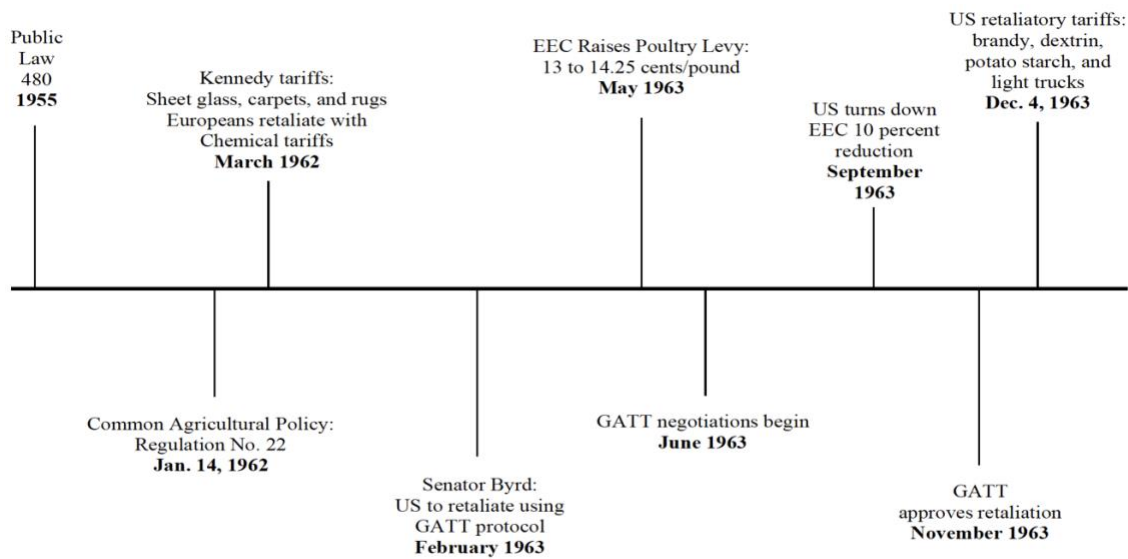 Public
Law
480
1955
Kennedy tariffs:
Sheet glass, carpets, and rugs
Europeans retaliate with
Chemical tariffs
March 1962
EEC Raises Poultry Levy:
13 to 14.25 cents/pound
May 1963
US turns down
EEC 10 percent
reduction
September
1963
US retaliatory tariffs:
brandy, dextrin,
potato starch, and
light trucks
Dec. 4, 1963
Common Agricultural Policy:
Regulation No. 22
Jan. 14, 1962
Senator Byrd:
US to retaliate using
GATT protocol
February 1963
GATT negotiations begin
June 1963
GATT
approves retaliation
November 1963